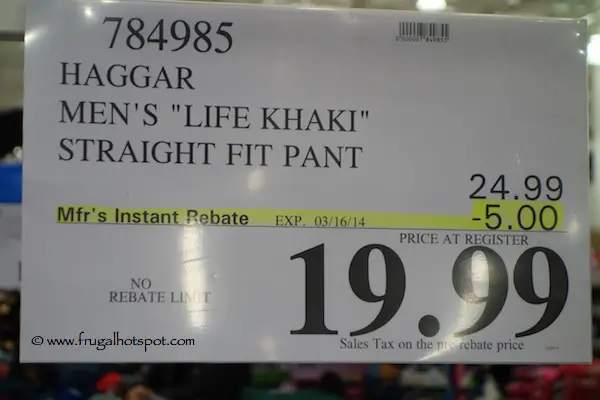 784985
HAGGAR
MEN'S "LIFE KHAKI"
STRAIGHT FIT PANT
24.99
Mfr's Instant Rebate EXP. 03/16/14 -5.00
PRICE AT REGISTER
19.99
NO
REBATE LIMIT
Sales Tax on the pre-rebate price
© www.frugalhotspot.com